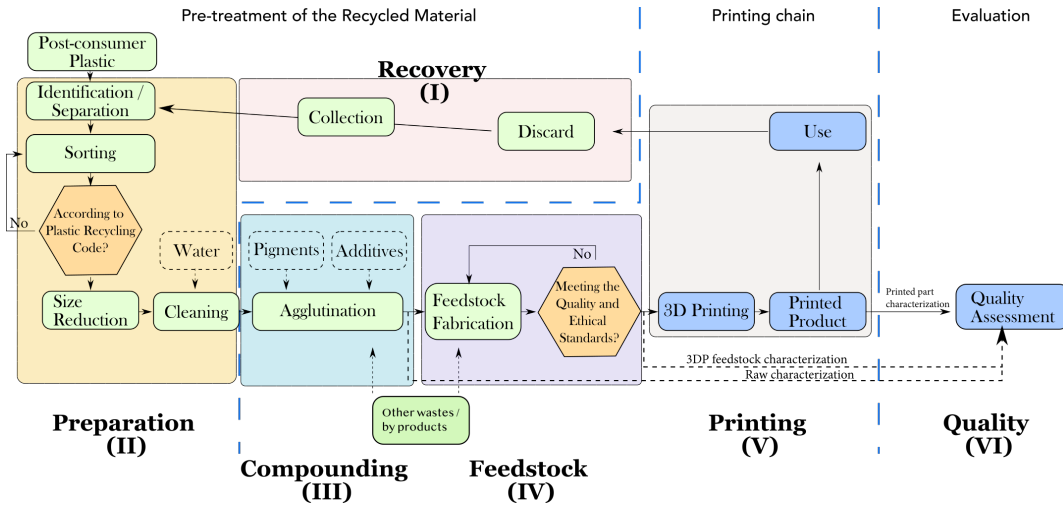 Pre-treatment of the Recycled Material
Printing chain
Evaluation
Post-consumer
Plastic
Recovery
(I)
Identification /
Separation
Collection
Discard
Use
Sorting
According to
Plastic Recycling
Code?
No
Water
Pigments
Additives
No
Meeting the
Quality and
Ethical
Standards?
Size
Reduction
Cleaning
Agglutination
Feedstock
Fabrication
3D Printing
Printed
Product
Printed part
characterization
Quality
Assessment
3DP feedstock characterization
Raw characterization
Other wastes /
by products
Preparation
(II)
Compounding
(III)
Feedstock
(IV)
Printing
(V)
Quality
(VI)